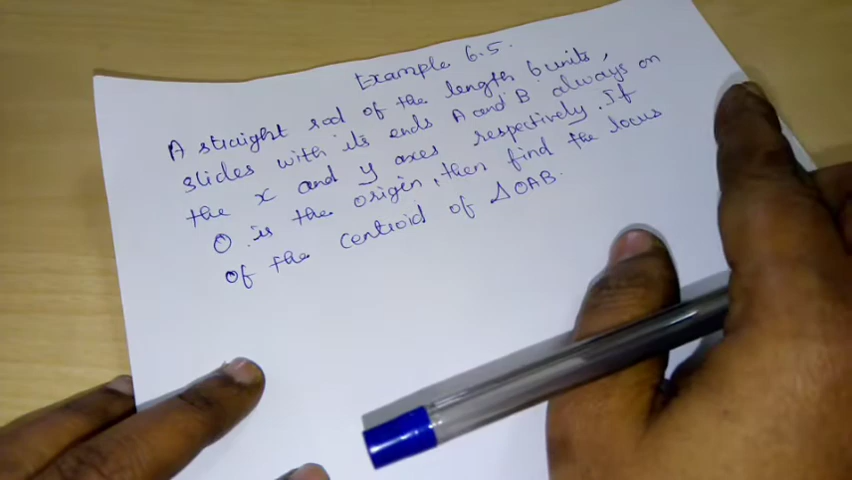 Example 6.5.
A straight rod of the length 6 units,
slides with its ends A and B always on
the x and y axes respectively. If
O is the origin, then find the locus
of the centroid of △OAB.